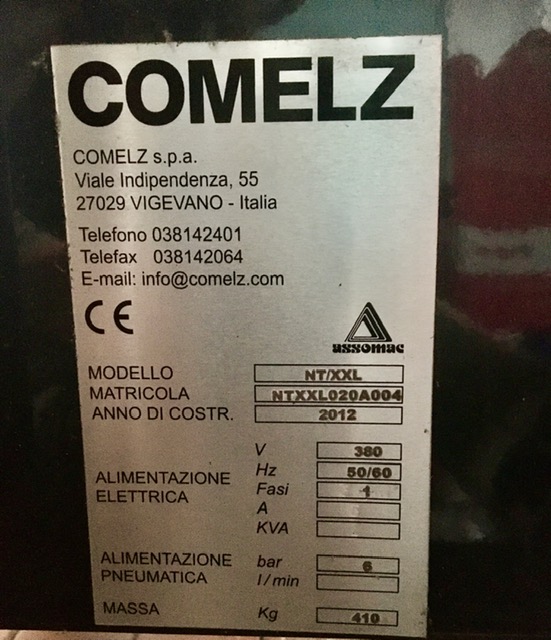 COMELZ
COMELZ s.p.a.
Viale Indipendenza, 55
27029 VIGEVANO - Italia
Telefono 038142401
Telefax 038142064
E-mail: info@comelz.com
CE
assomac
MODELLO NT/XXL
MATRICOLA NTXXL020A004
ANNO DI COSTR. 2012
ALIMENTAZIONE ELETTRICA
V 380
Hz 50/60
Fasi 1
A
KVA
ALIMENTAZIONE PNEUMATICA
bar 6
l/min
MASSA Kg 410